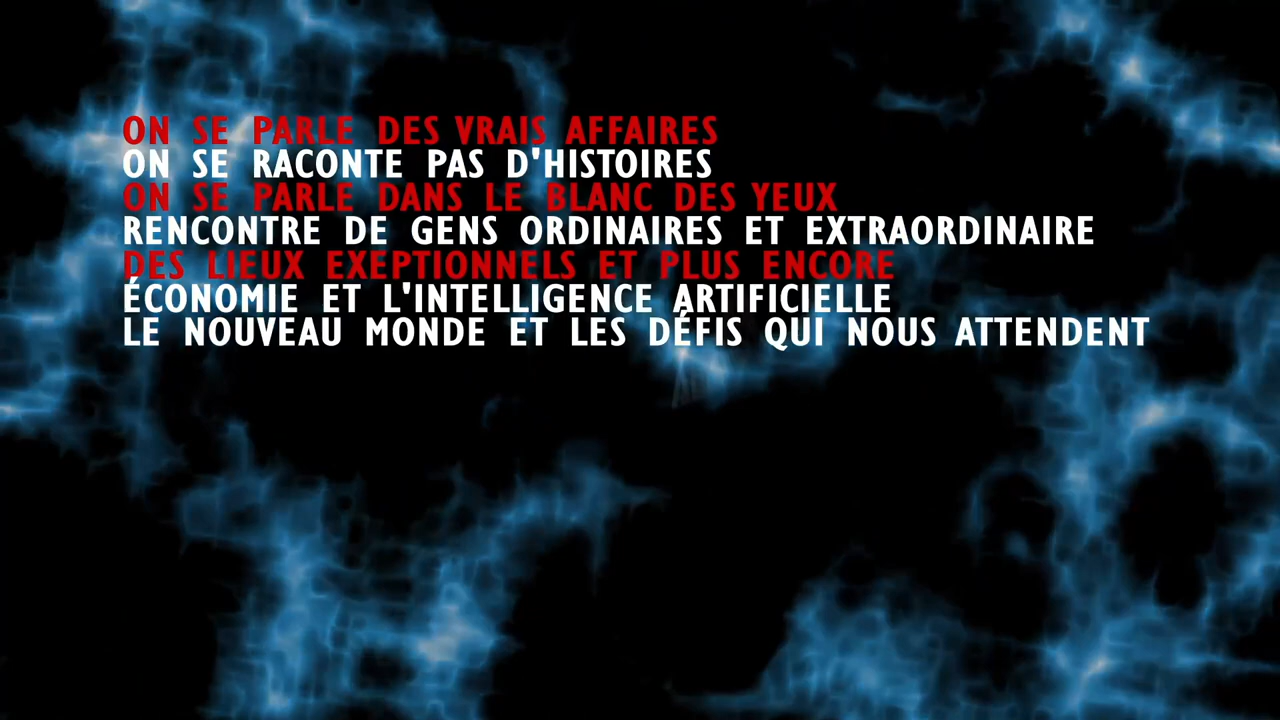 ON SE PARLE DES VRAIS AFFAIRES
ON SE RACONTE PAS D'HISTOIRES
ON SE PARLE DANS LE BLANC DES YEUX
RENCONTRE DE GENS ORDINAIRES ET EXTRAORDINAIRE
DES LIEUX EXEPTIONNELS ET PLUS ENCORE
ÉCONOMIE ET L'INTELLIGENCE ARTIFICIELLE
LE NOUVEAU MONDE ET LES DÉFIS QUI NOUS ATTENDENT